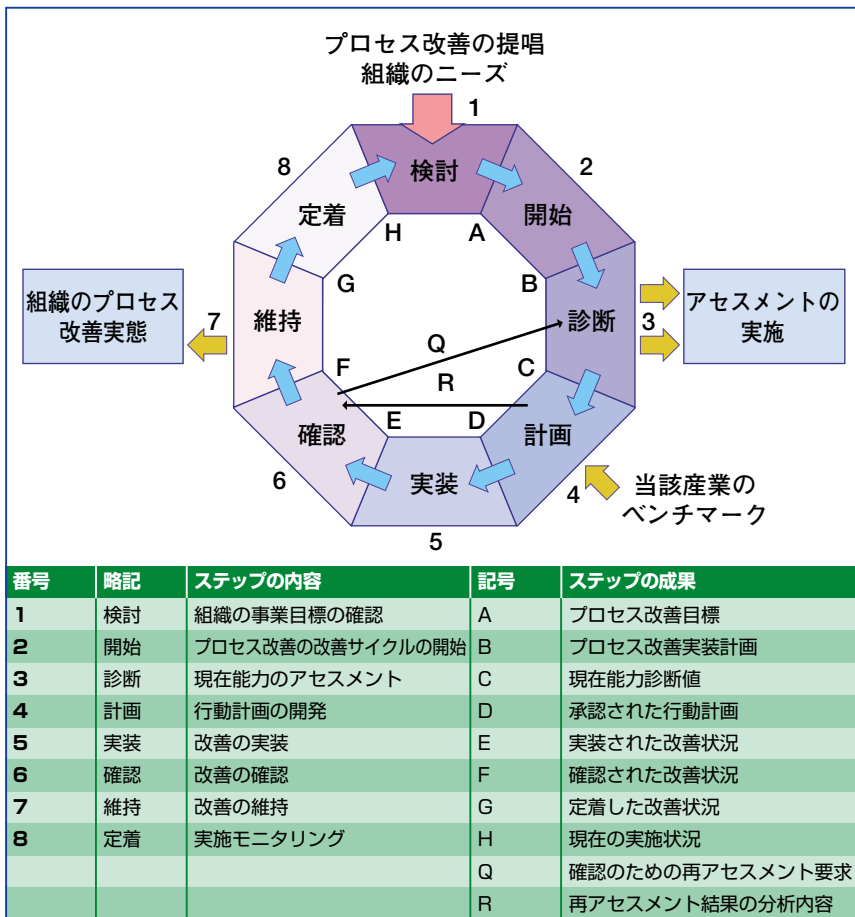 プロセス改善の提唱
組織のニーズ
1
検討
2
開始
3
診断
4
計画
5
実装
6
確認
7
維持
8
定着
A
B
C
D
E
F
G
H
Q
R
組織のプロセス
改善実態
アセスメントの
実施
当該産業の
ベンチマーク
番号 略記 ステップの内容 記号 ステップの成果
1 検討 組織の事業目標の確認 A プロセス改善目標
2 開始 プロセス改善の改善サイクルの開始 B プロセス改善実装計画
3 診断 現在能力のアセスメント C 現在能力診断値
4 計画 行動計画の開発 D 承認された行動計画
5 実装 改善の実装 E 実装された改善状況
6 確認 改善の確認 F 確認された改善状況
7 維持 改善の維持 G 定着した改善状況
8 定着 実施モニタリング H 現在の実施状況
Q 確認のための再アセスメント要求
R 再アセスメント結果の分析内容